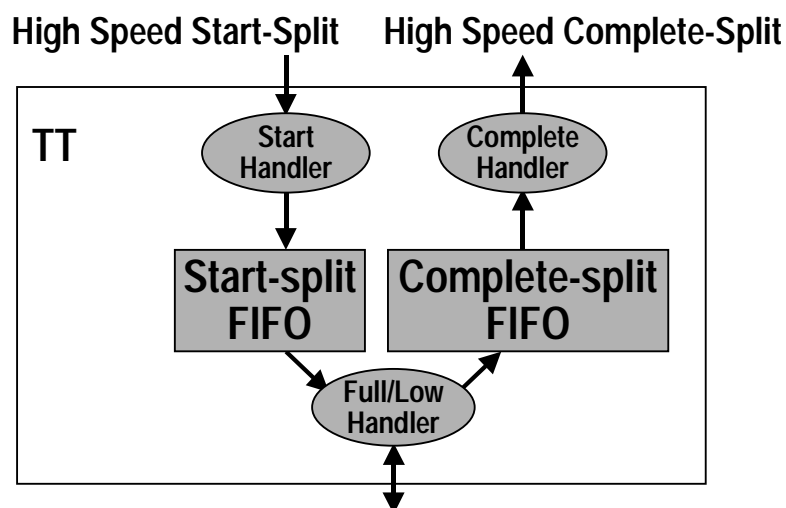 High Speed Start-Split High Speed Complete-Split
TT
Start
Handler
Complete
Handler
Start-split
FIFO
Complete-split
FIFO
Full/Low
Handler